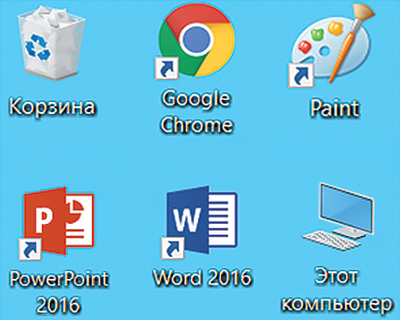 Корзина
Google
Chrome
Paint
P
PowerPoint
2016
W
Word 2016
Этот
компьютер